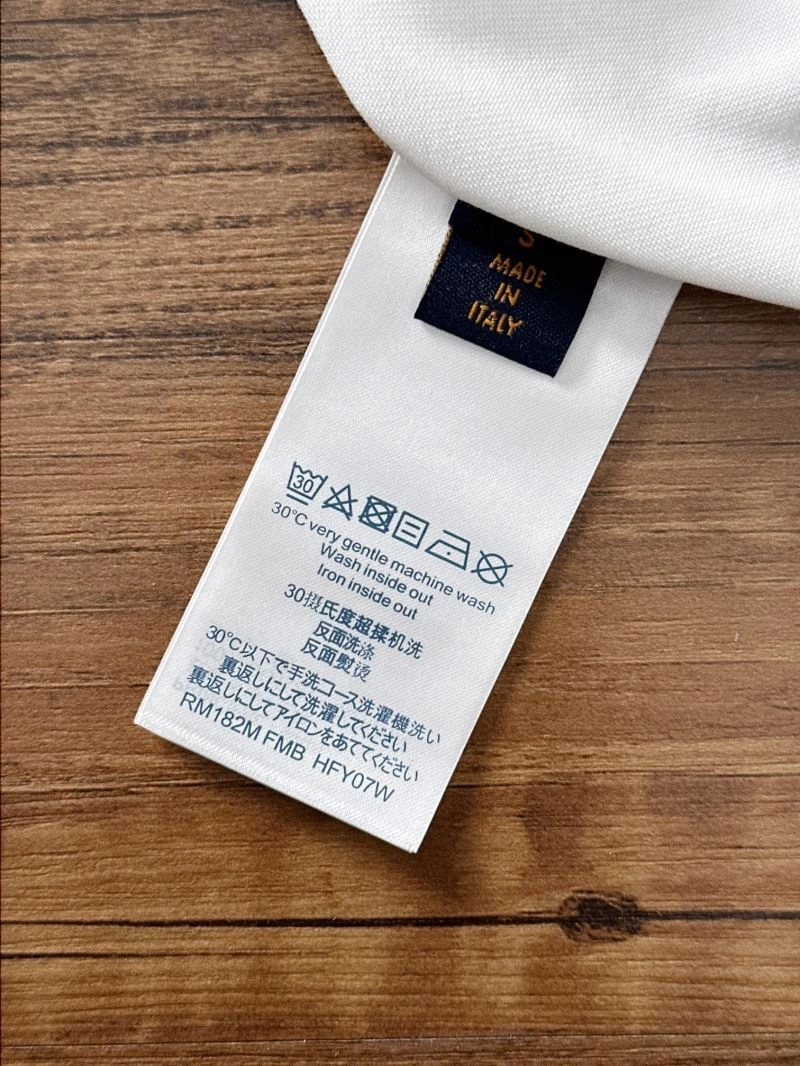 S
MADE
IN
ITALY
30
30°C very gentle machine wash
Wash inside out
Iron inside out
30摄氏度超揉机洗
反面洗涤
反面熨烫
30℃以下で手洗コース洗濯機洗い
裏返しにして洗濯してください
裏返しにしてアイロンをあててください
RM182M FMB HFY07W